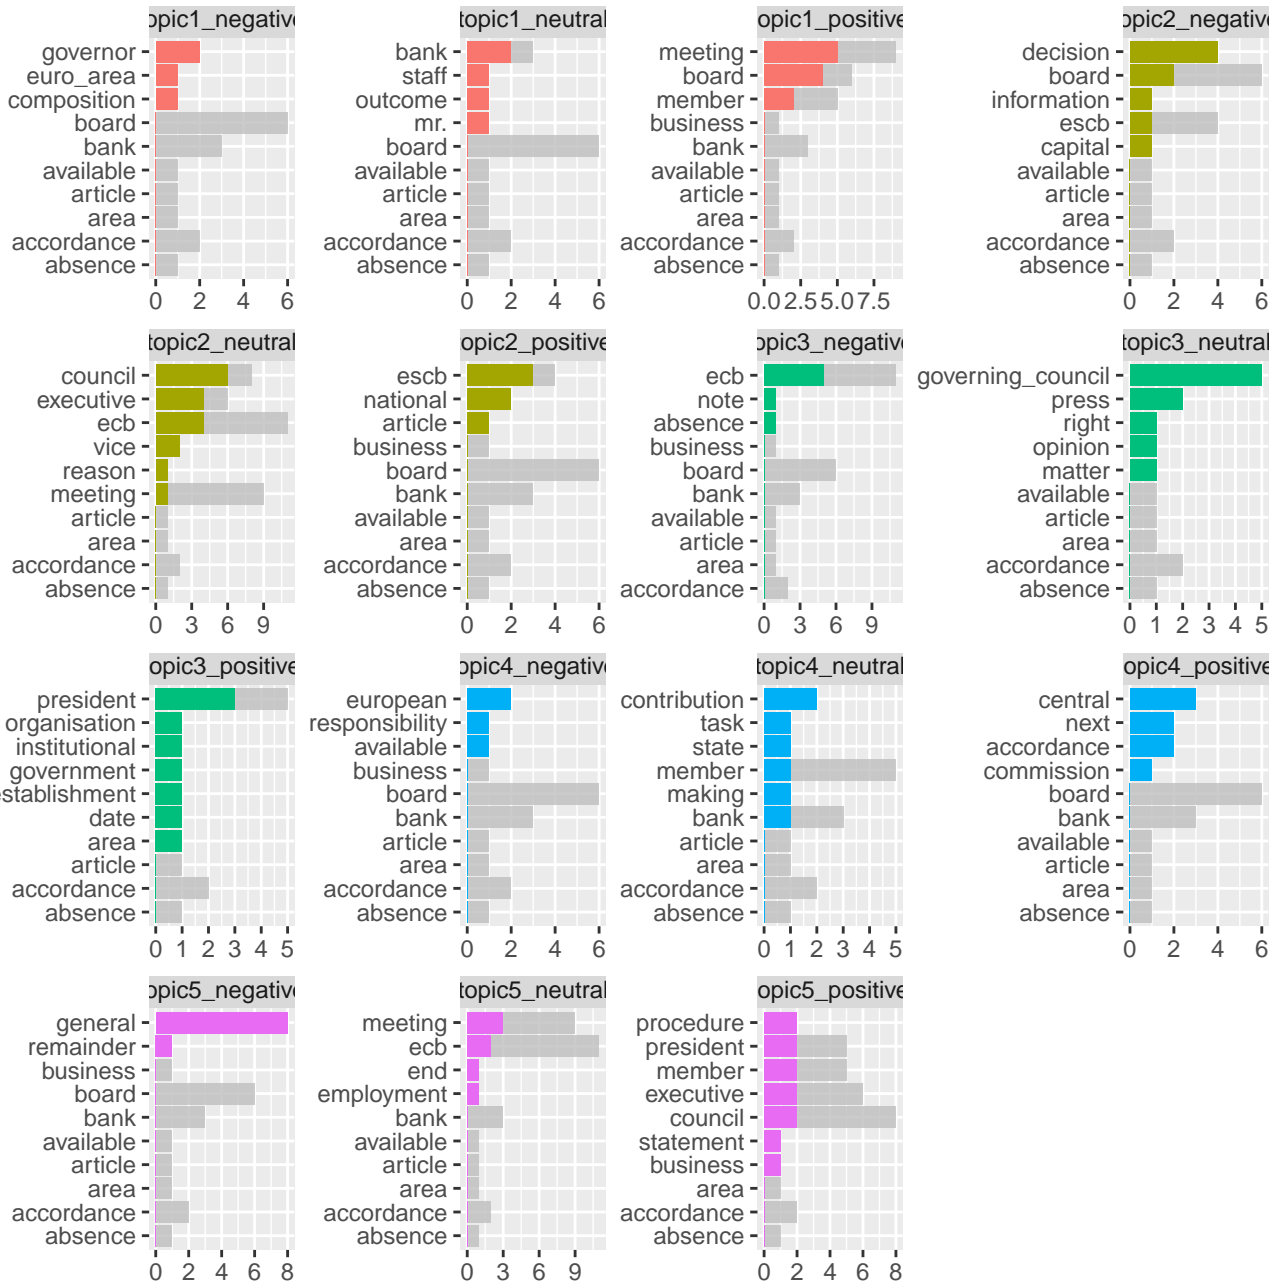 opic1_negativ
topic1_neutral
opic1_positive
opic2_negativ
governor
euro_area
composition
board
bank
available
article
area
accordance
absence
0 2 4 6
bank
staff
outcome
mr.
board
available
article
area
accordance
absence
0 2 4 6
meeting
board
member
business
bank
available
article
area
accordance
absence
0.0 2.5 5.0 7.5
decision
board
information
escb
capital
available
article
area
accordance
absence
0 2 4 6
topic2_neutral
opic2_positive
opic3_negativ
topic3_neutral
council
executive
ecb
vice
reason
meeting
article
area
accordance
absence
0 3 6 9
escb
national
article
business
board
bank
available
area
accordance
absence
0 2 4 6
ecb
note
absence
business
board
bank
available
article
area
accordance
0 3 6 9
governing_council
press
right
opinion
matter
available
article
area
accordance
absence
0 1 2 3 4 5
opic3_positive
opic4_negativ
topic4_neutral
opic4_positive
president
organisation
institutional
government
establishment
date
area
article
accordance
absence
0 1 2 3 4 5
european
responsibility
available
business
board
bank
article
area
accordance
absence
0 2 4 6
contribution
task
state
member
making
bank
article
area
accordance
absence
0 1 2 3 4 5
central
next
accordance
commission
board
bank
available
article
area
absence
0 2 4 6
opic5_negativ
topic5_neutral
opic5_positive
general
remainder
business
board
bank
available
article
area
accordance
absence
0 2 4 6 8
meeting
ecb
end
employment
bank
available
article
area
accordance
absence
0 3 6 9
procedure
president
member
executive
council
statement
business
area
accordance
absence
0 2 4 6 8